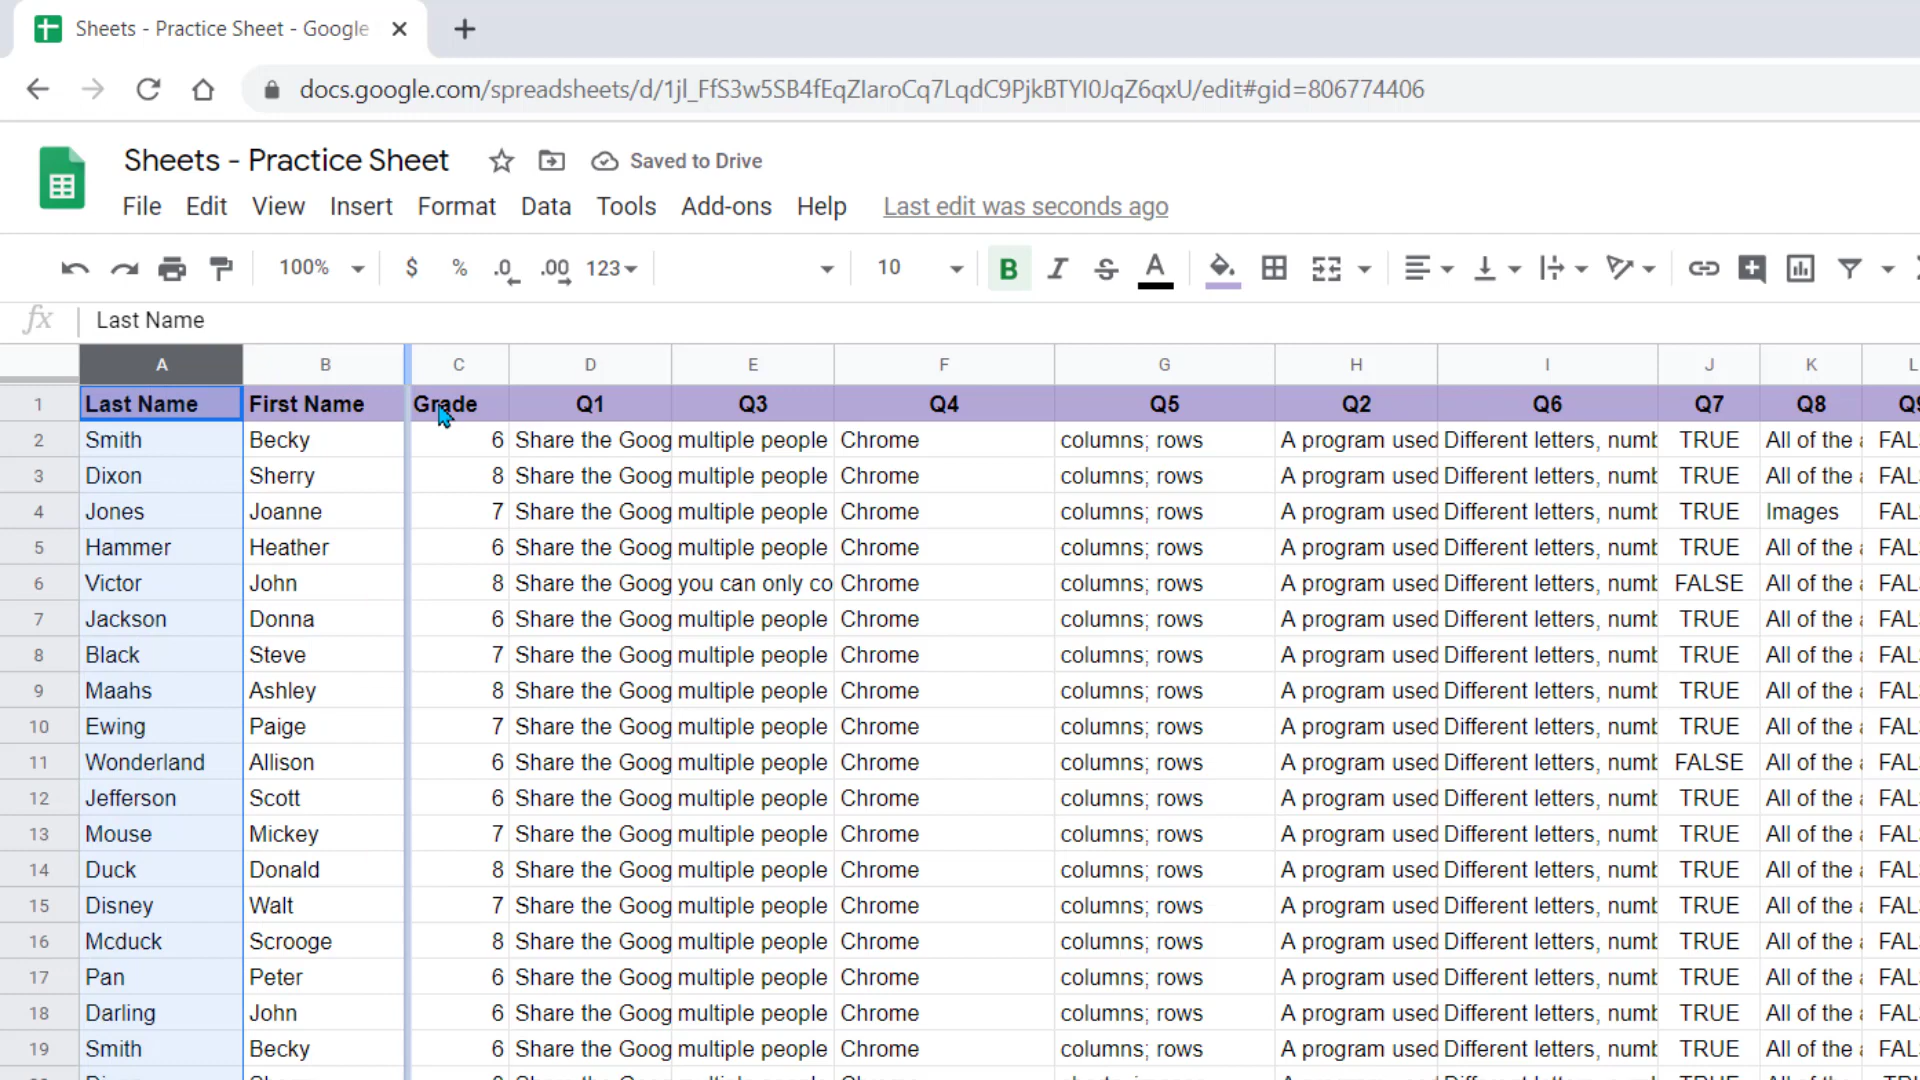 Sheets - Practice Sheet - Google
docs.google.com/spreadsheets/d/1jl_FfS3w5SB4fEqZIaroCq7LqdC9PjkBTYI0JqZ6qxU/edit#gid=806774406
Sheets - Practice Sheet Saved to Drive
File Edit View Insert Format Data Tools Add-ons Help Last edit was seconds ago
100% $ % .0 .00 123 10 B I S A
fx Last Name
A B C D E F G H I J K L
1 Last Name First Name Grade Q1 Q3 Q4 Q5 Q2 Q6 Q7 Q8 Q9
2 Smith Becky 6 Share the Goog multiple people Chrome columns; rows A program used Different letters, numb TRUE All of the FAL
3 Dixon Sherry 8 Share the Goog multiple people Chrome columns; rows A program used Different letters, numb TRUE All of the FAL
4 Jones Joanne 7 Share the Goog multiple people Chrome columns; rows A program used Different letters, numb TRUE Images FAL
5 Hammer Heather 6 Share the Goog multiple people Chrome columns; rows A program used Different letters, numb TRUE All of the FAL
6 Victor John 8 Share the Goog you can only co Chrome columns; rows A program used Different letters, numb FALSE All of the FAL
7 Jackson Donna 6 Share the Goog multiple people Chrome columns; rows A program used Different letters, numb TRUE All of the FAL
8 Black Steve 7 Share the Goog multiple people Chrome columns; rows A program used Different letters, numb TRUE All of the FAL
9 Maahs Ashley 8 Share the Goog multiple people Chrome columns; rows A program used Different letters, numb TRUE All of the FAL
10 Ewing Paige 7 Share the Goog multiple people Chrome columns; rows A program used Different letters, numb TRUE All of the FAL
11 Wonderland Allison 6 Share the Goog multiple people Chrome columns; rows A program used Different letters, numb FALSE All of the FAL
12 Jefferson Scott 6 Share the Goog multiple people Chrome columns; rows A program used Different letters, numb TRUE All of the FAL
13 Mouse Mickey 7 Share the Goog multiple people Chrome columns; rows A program used Different letters, numb TRUE All of the FAL
14 Duck Donald 8 Share the Goog multiple people Chrome columns; rows A program used Different letters, numb TRUE All of the FAL
15 Disney Walt 7 Share the Goog multiple people Chrome columns; rows A program used Different letters, numb TRUE All of the FAL
16 Mcduck Scrooge 8 Share the Goog multiple people Chrome columns; rows A program used Different letters, numb TRUE All of the FAL
17 Pan Peter 6 Share the Goog multiple people Chrome columns; rows A program used Different letters, numb TRUE All of the FAL
18 Darling John 6 Share the Goog multiple people Chrome columns; rows A program used Different letters, numb TRUE All of the FAL
19 Smith Becky 6 Share the Goog multiple people Chrome columns; rows A program used Different letters, numb TRUE All of the FAL